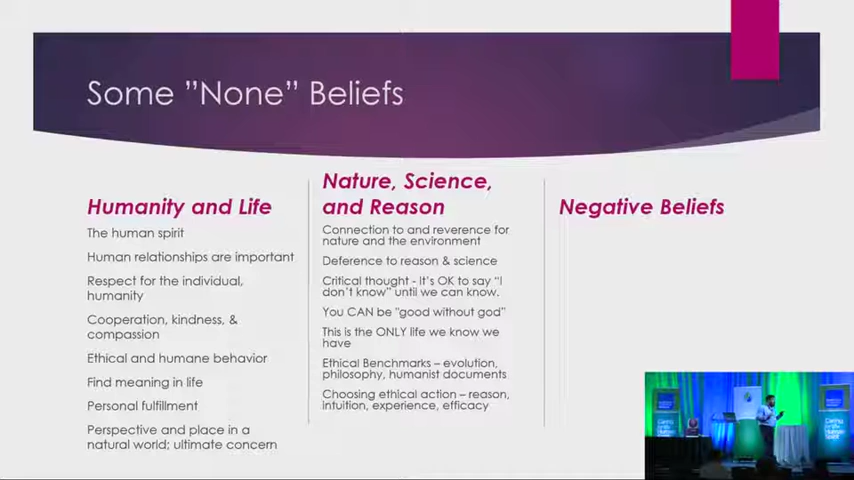 Some ”None” Beliefs
Humanity and Life
The human spirit
Human relationships are important
Respect for the individual,
humanity
Cooperation, kindness, &
compassion
Ethical and humane behavior
Find meaning in life
Personal fulfillment
Perspective and place in a
natural world; ultimate concern
Nature, Science,
and Reason
Connection to and reverence for
nature and the environment
Deference to reason & science
Critical thought - It’s OK to say “I
don’t know” until we can know.
You CAN be "good without god"
This is the ONLY life we know we
have
Ethical Benchmarks – evolution,
philosophy, humanist documents
Choosing ethical action – reason,
intuition, experience, efficacy
Negative Beliefs